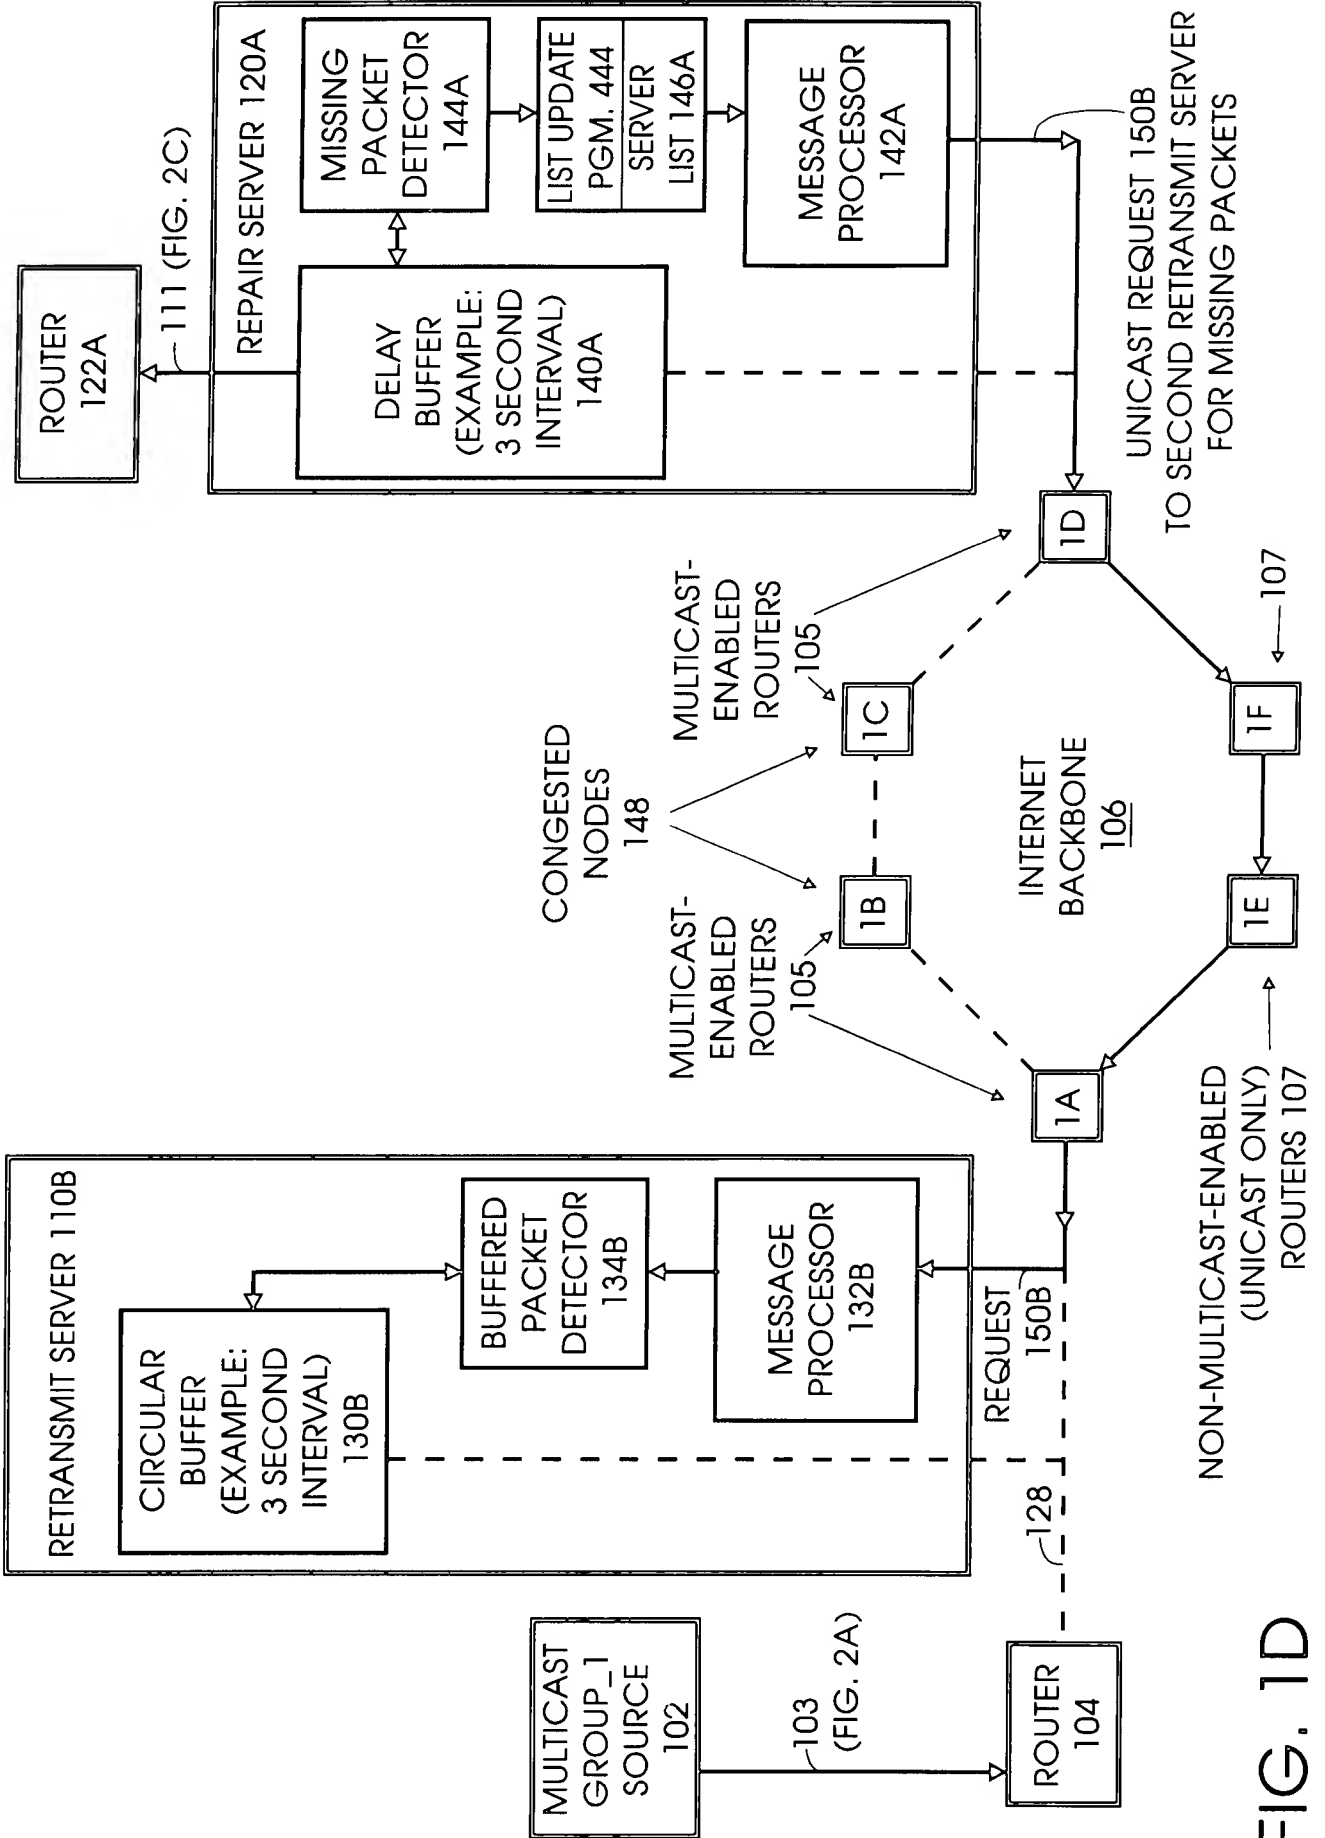 RETRANSMIT SERVER 110B
CIRCULAR
BUFFER
(EXAMPLE:
3 SECOND
INTERVAL)
130B
BUFFERED
PACKET
DETECTOR
134B
MESSAGE
PROCESSOR
132B
REQUEST
150B
MULTICAST
GROUP_1
SOURCE
102
103
(FIG. 2A)
ROUTER
104
128
ROUTER
122A
111 (FIG. 2C)
REPAIR SERVER 120A
DELAY
BUFFER
(EXAMPLE:
3 SECOND
INTERVAL)
140A
MISSING
PACKET
DETECTOR
144A
LIST UPDATE
PGM. 444
SERVER
LIST 146A
MESSAGE
PROCESSOR
142A
UNICAST REQUEST 150B
TO SECOND RETRANSMIT SERVER
FOR MISSING PACKETS
CONGESTED
NODES
148
MULTICAST-
ENABLED
ROUTERS
105
MULTICAST-
ENABLED
ROUTERS
105
1A
1B
1C
1D
1E
1F
INTERNET
BACKBONE
106
107
NON-MULTICAST-ENABLED
(UNICAST ONLY)
ROUTERS 107
FIG. 1D